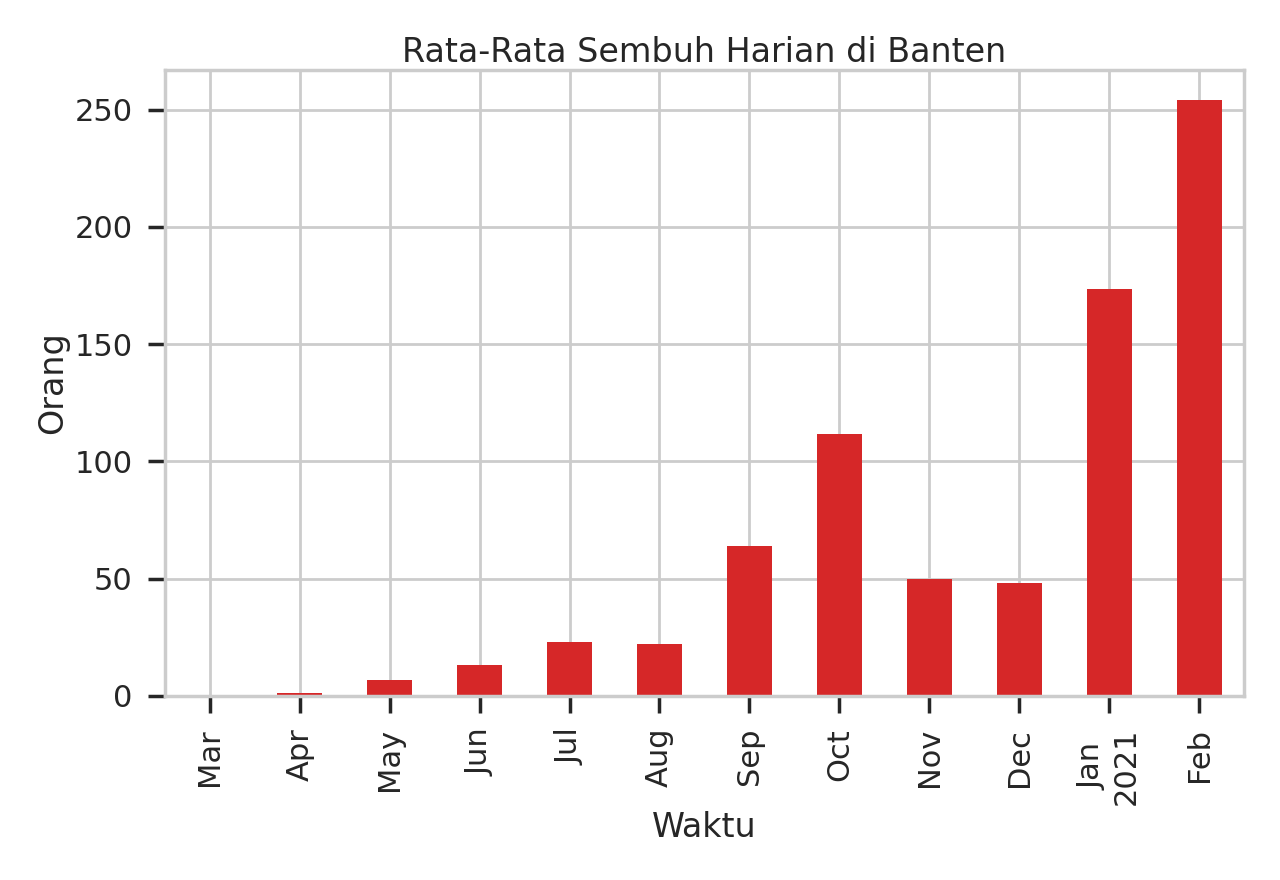 Rata-Rata Sembuh Harian di Banten
250
200
150
100
50
0
Orang
Mar
Apr
May
Jun
Jul
Aug
Sep
Oct
Nov
Dec
Jan
2021
Feb
Waktu